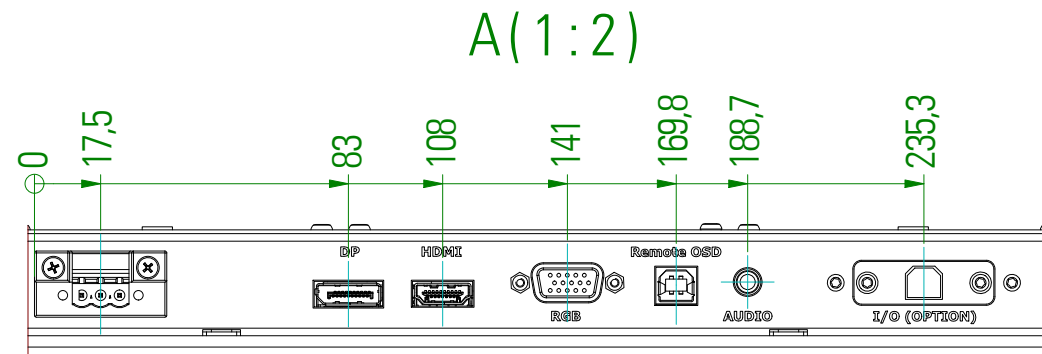 A(1:2)
0
17,5
83
108
141
169,8
188,7
235,3
DP
HDMI
Remote OSD
RGB
AUDIO
I/O (OPTION)